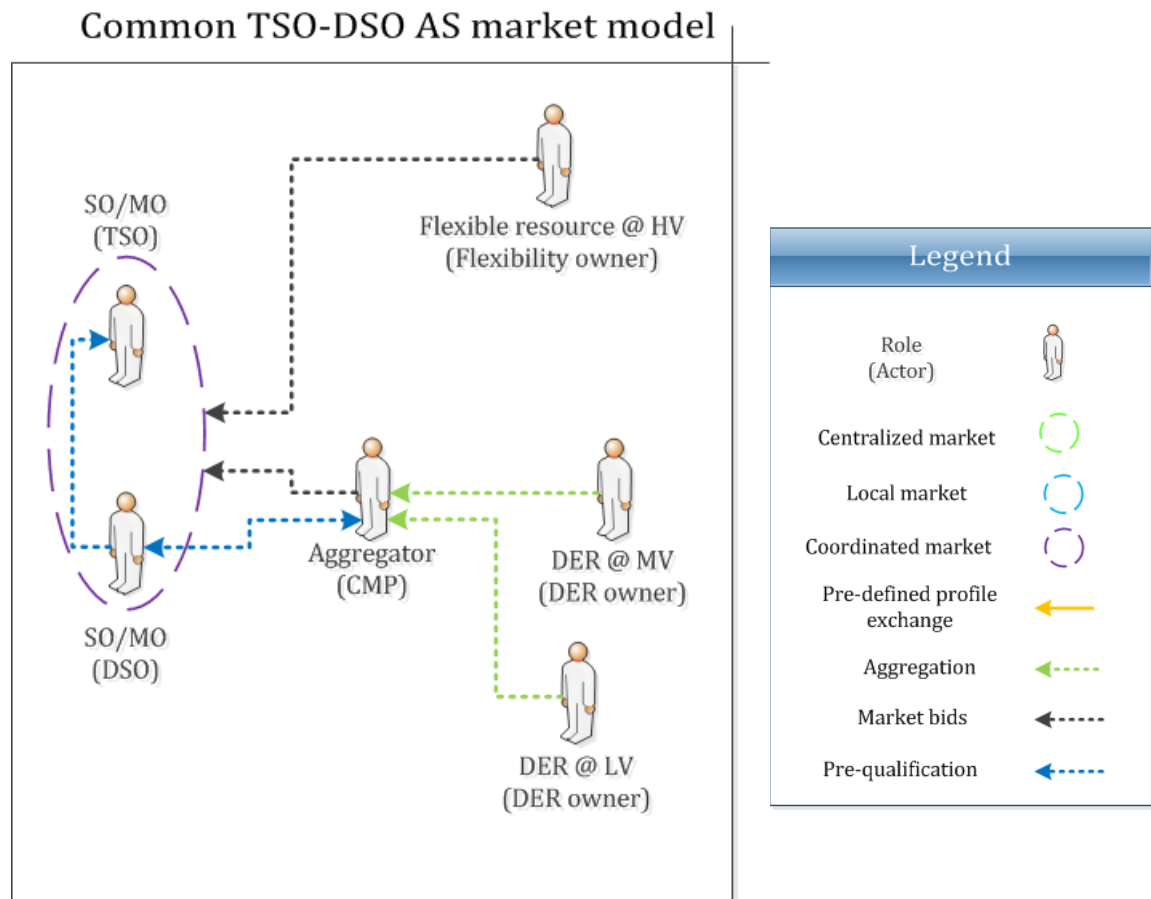 Common TSO-DSO AS market model
SO/MO
(TSO)
Flexible resource @ HV
(Flexibility owner)
Aggregator
(CMP)
DER @ MV
(DER owner)
SO/MO
(DSO)
DER @ LV
(DER owner)
Legend
Role
(Actor)
Centralized market
Local market
Coordinated market
Pre-defined profile
exchange
Aggregation
Market bids
Pre-qualification